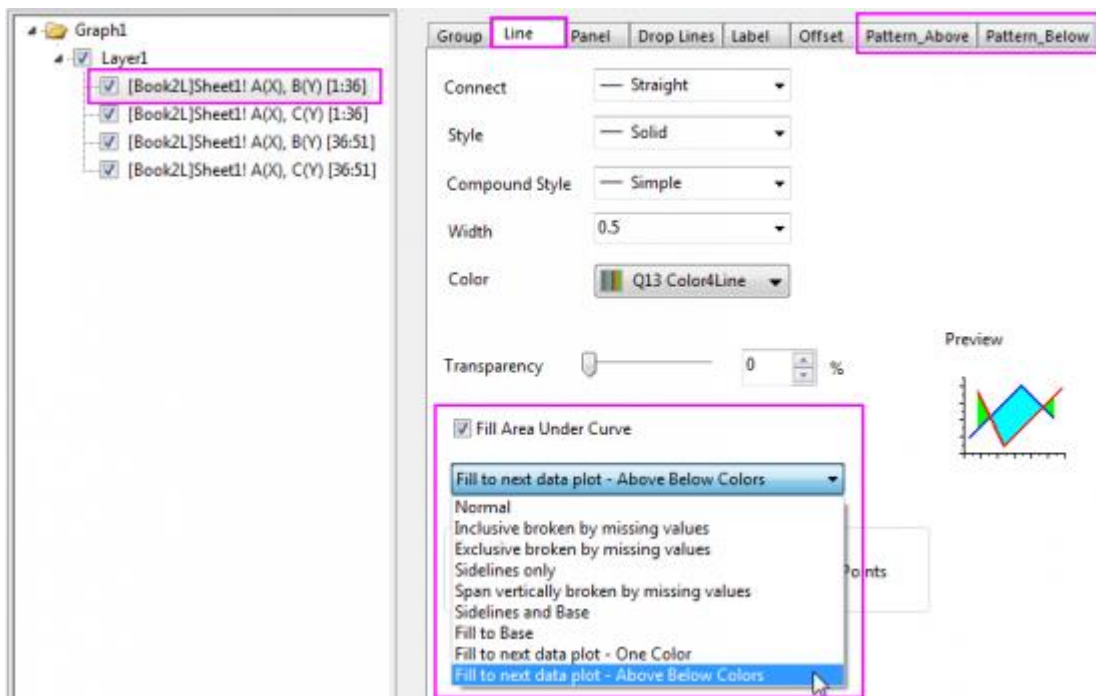 Graph1
Layer1
[Book2L]Sheet1! A(X), B(Y) [1:36]
[Book2L]Sheet1! A(X), C(Y) [1:36]
[Book2L]Sheet1! A(X), B(Y) [36:51]
[Book2L]Sheet1! A(X), C(Y) [36:51]
Group Line Panel Drop Lines Label Offset Pattern_Above Pattern_Below
Connect Straight
Style Solid
Compound Style Simple
Width 0.5
Color Q13 Color4Line
Transparency 0 %
Preview
Fill Area Under Curve
Fill to next data plot - Above Below Colors
Normal
Inclusive broken by missing values
Exclusive broken by missing values
Sidelines only
Span vertically broken by missing values
Sidelines and Base
Fill to Base
Fill to next data plot - One Color
Fill to next data plot - Above Below Colors